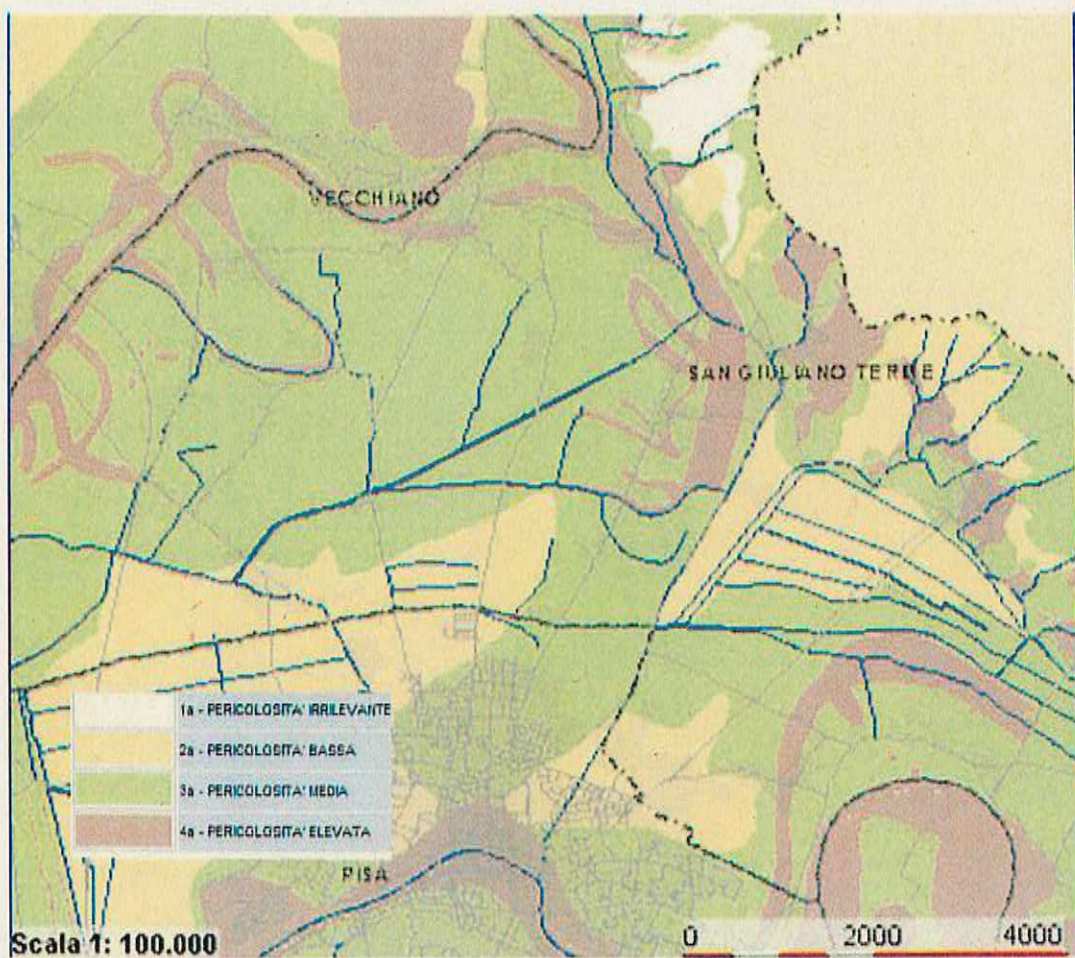 VECCHIANO
SAN GIULIANO TERME
1a - PERICOLOSITA' IRRILEVANTE
2a - PERICOLOSITA' BASSA
3a - PERICOLOSITA' MEDIA
4a - PERICOLOSITA' ELEVATA
PISA
Scala 1: 100.000
0 2000 4000